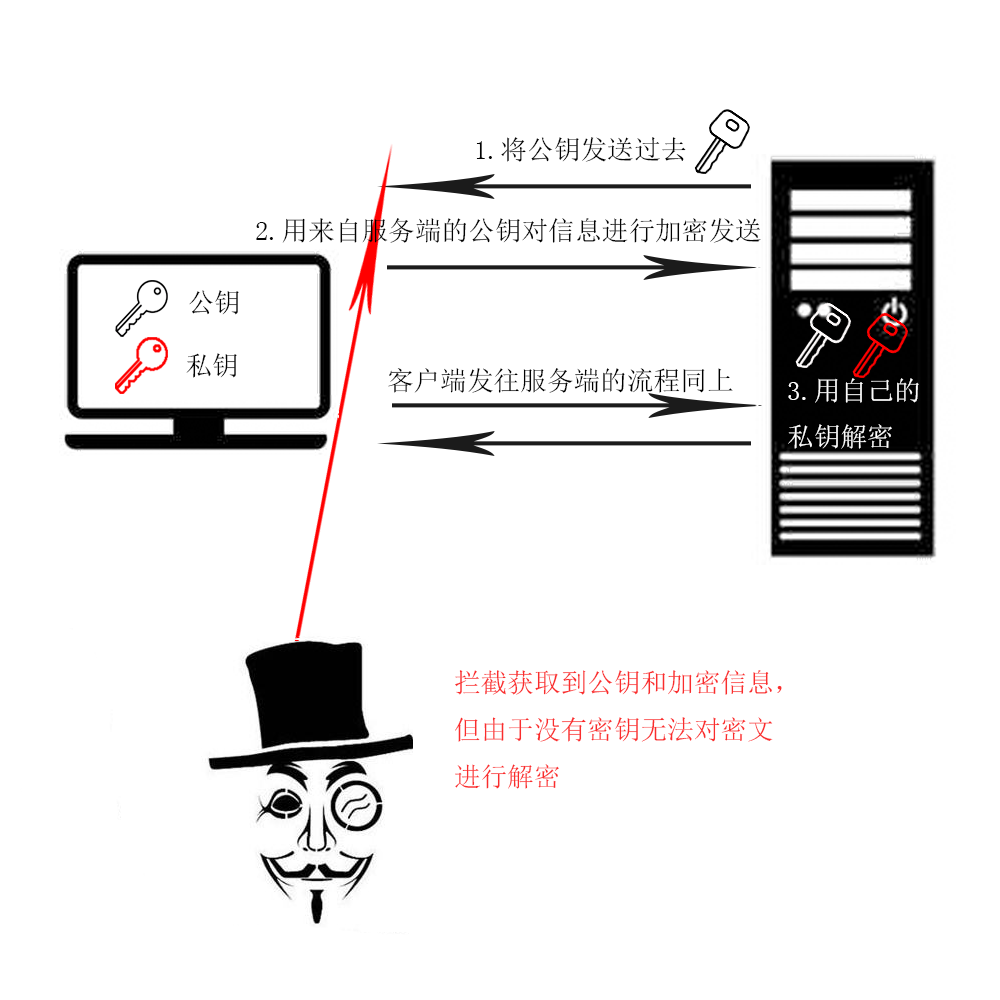 1.将公钥发送过去
2.用来自服务端的公钥对信息进行加密发送
公钥
私钥
客户端发往服务端的流程同上
3.用自己的
私钥解密
拦截获取到公钥和加密信息，
但由于没有密钥无法对密文
进行解密